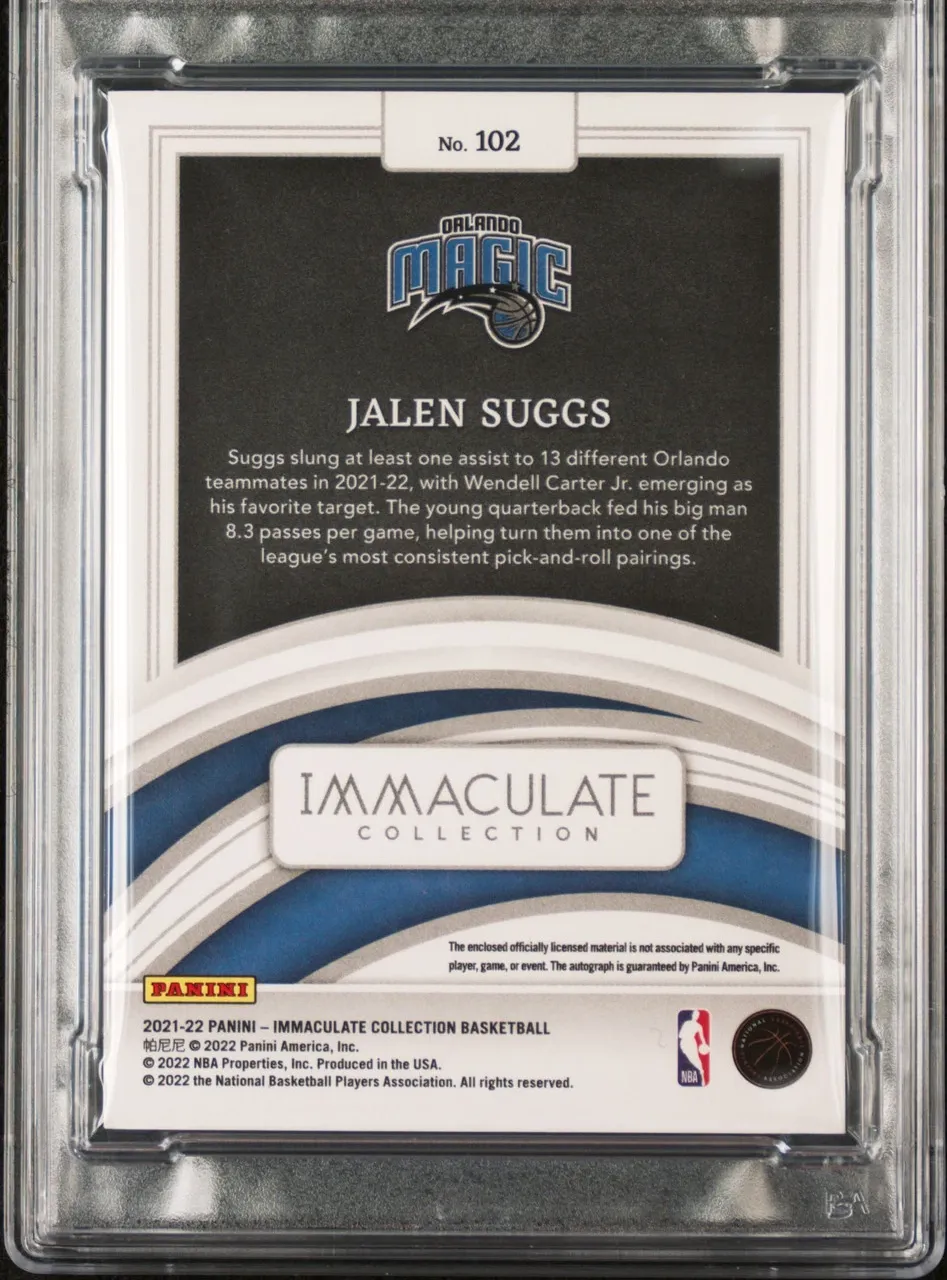 No. 102
ORLANDO
MAGIC
JALEN SUGGS
Suggs slung at least one assist to 13 different Orlando
teammates in 2021-22, with Wendell Carter Jr. emerging as
his favorite target. The young quarterback fed his big man
8.3 passes per game, helping turn them into one of the
league's most consistent pick-and-roll pairings.
IMMACULATE
COLLECTION
The enclosed officially licensed material is not associated with any specific
player, game, or event. The autograph is guaranteed by Panini America, Inc.
PANINI
2021-22 PANINI – IMMACULATE COLLECTION BASKETBALL
帕尼尼 © 2022 Panini America, Inc.
© 2022 NBA Properties, Inc. Produced in the USA.
© 2022 the National Basketball Players Association. All rights reserved.
NBA